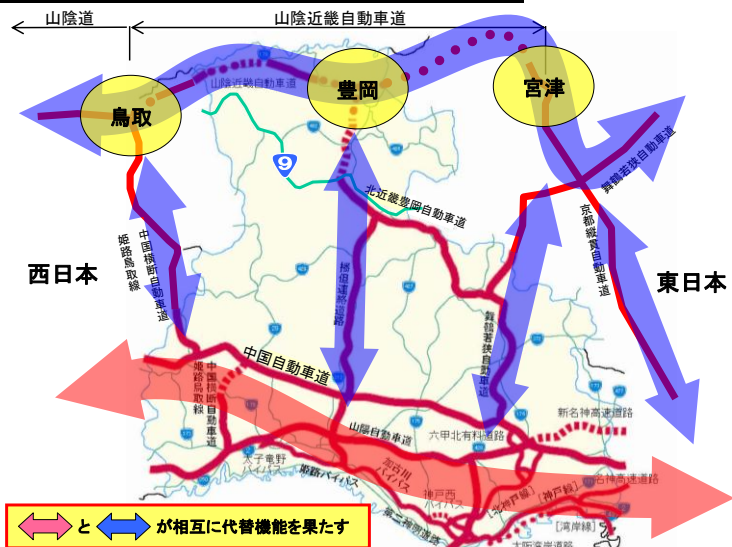 山陰道
山陰近畿自動車道
鳥取
豊岡
宮津
山陰近畿自動車道
9
北近畿豊岡自動車道
舞鶴若狭自動車道
京都縦貫自動車道
西日本
東日本
中国横断自動車道
姫路鳥取線
播但連絡道路
舞鶴若狭自動車道
中国自動車道
中国横断自動車道
姫路鳥取線
山陽自動車道
六甲北有料道路
新名神高速道路
太子竜野
バイパス
姫路バイパス
加古川
バイパス
神戸西
バイパス
第二神明道路
[北神戸線]
[神戸線]
名神高速道路
[湾岸線]
大阪湾岸道路
と が相互に代替機能を果たす